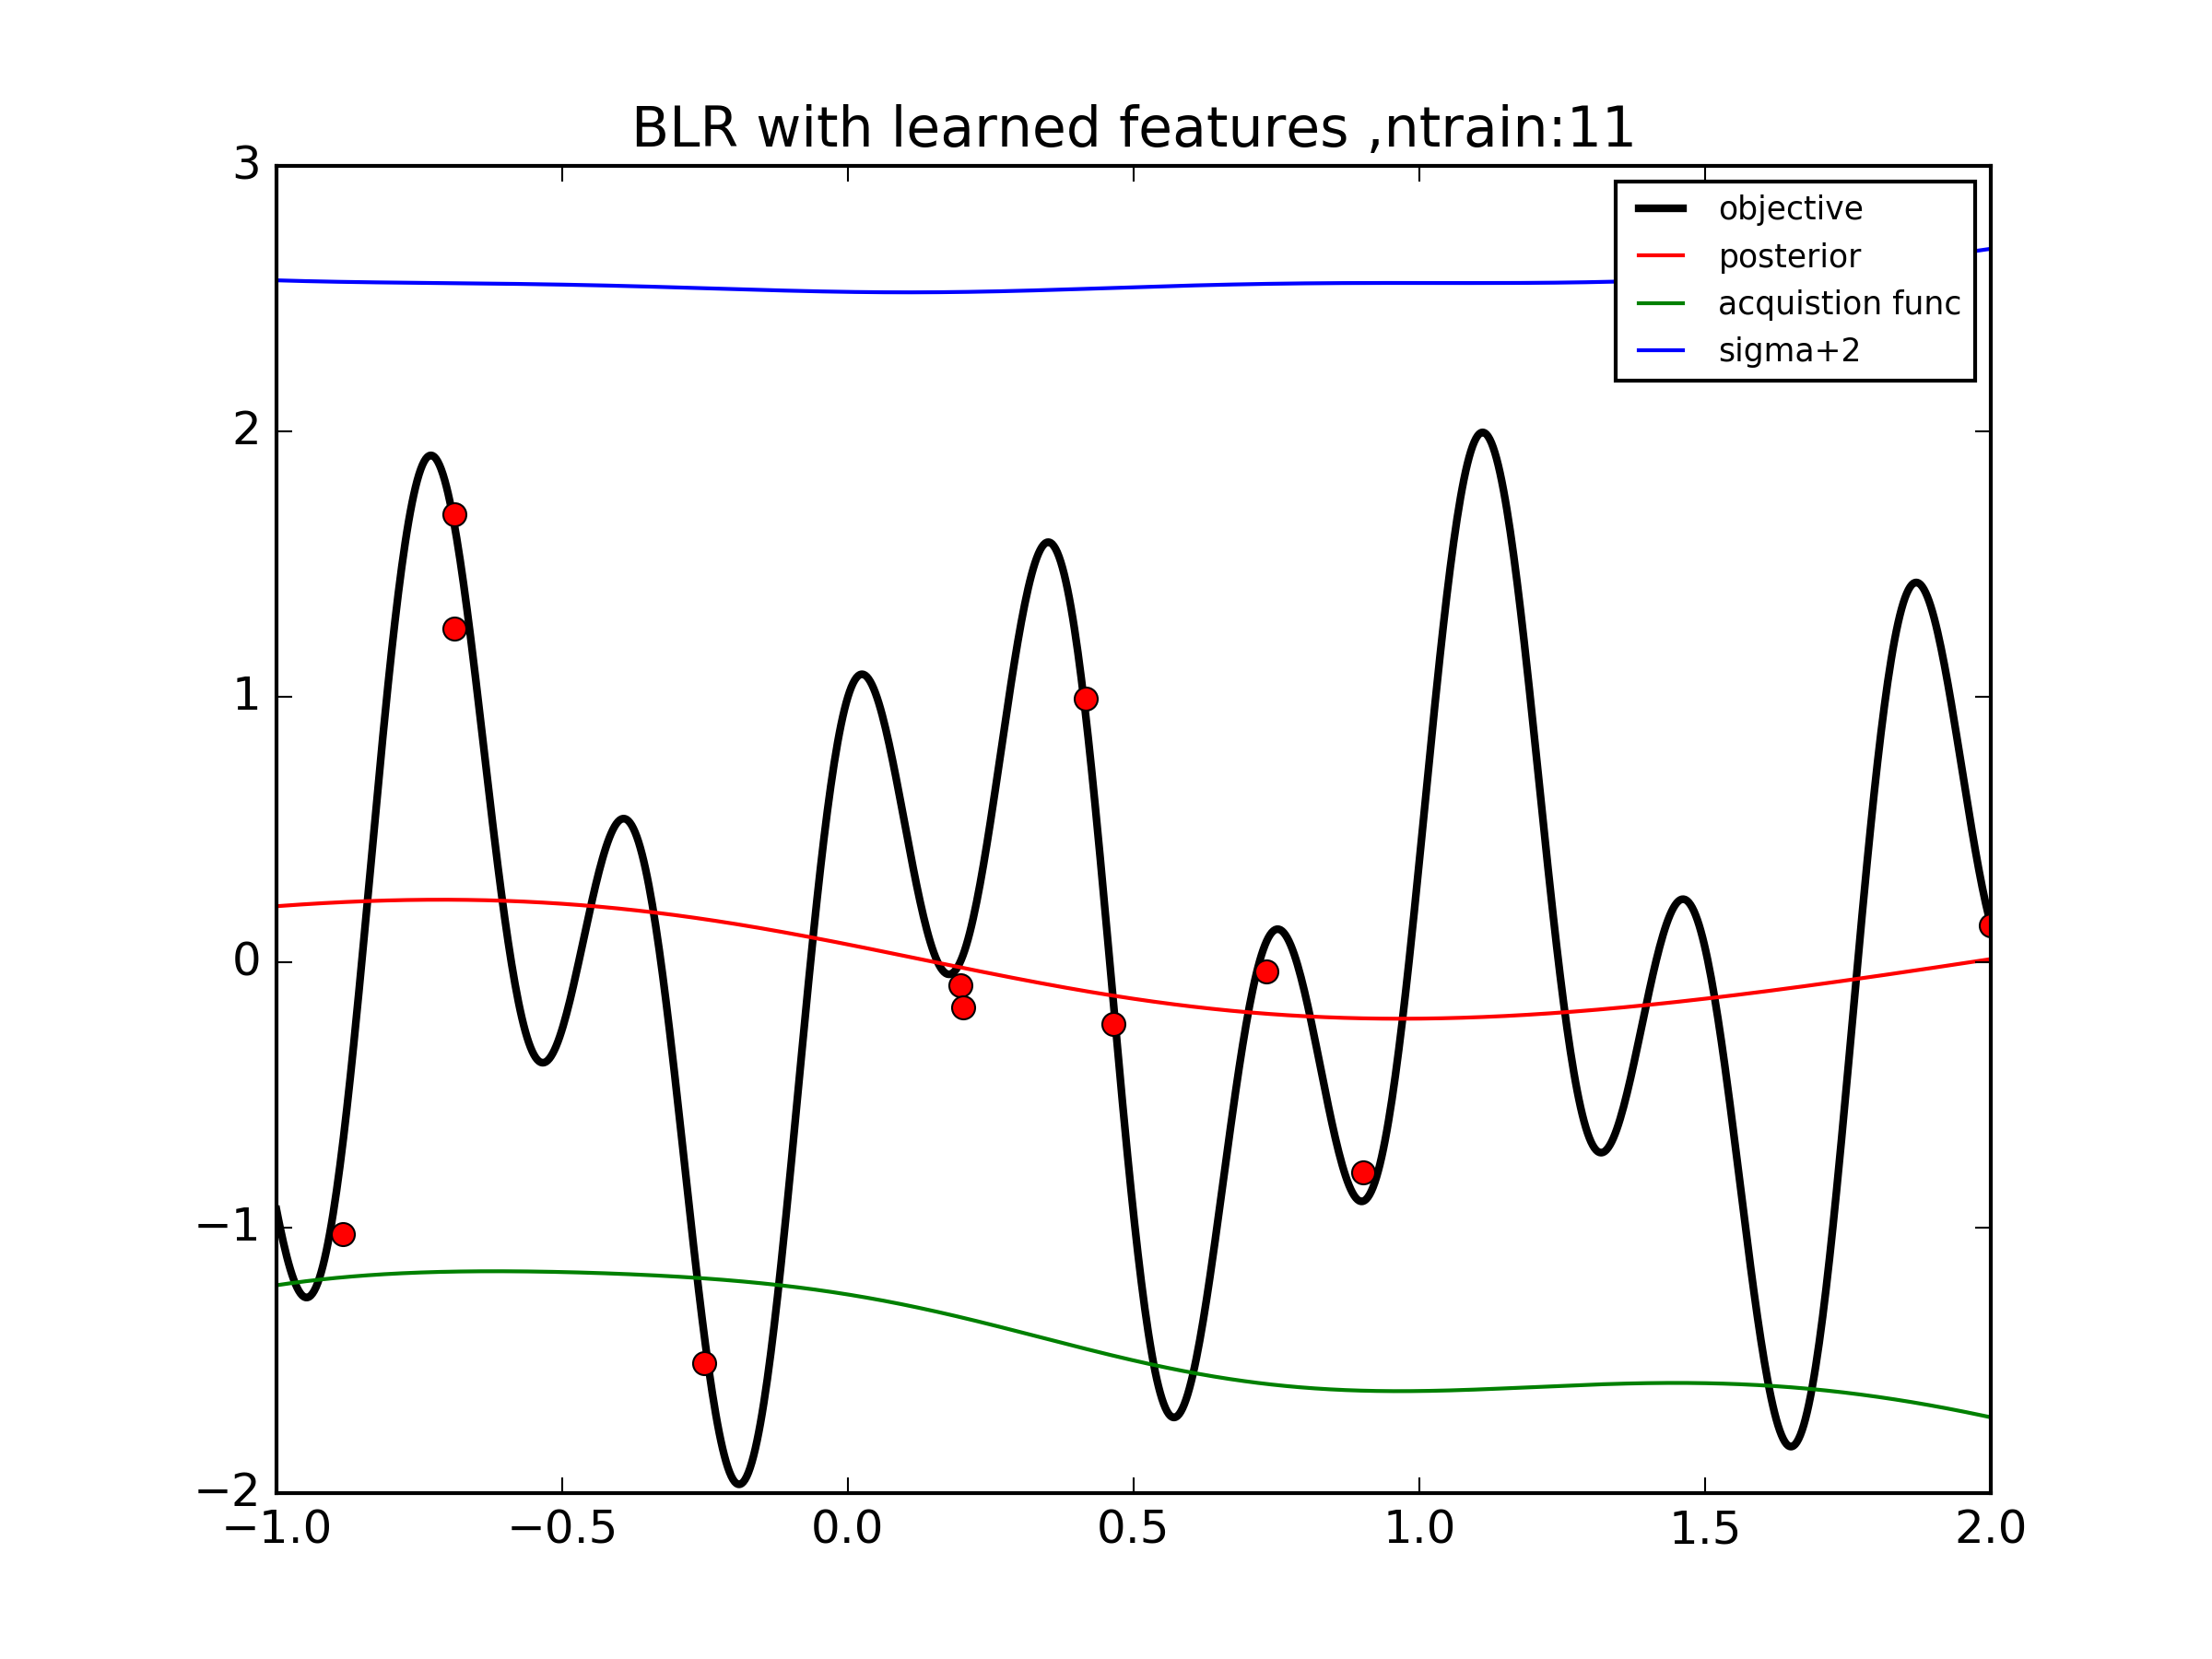 BLR with learned features ,ntrain:11
3
2
1
0
−1
−2
objective
posterior
acquistion func
sigma+2
−1.0 −0.5 0.0 0.5 1.0 1.5 2.0